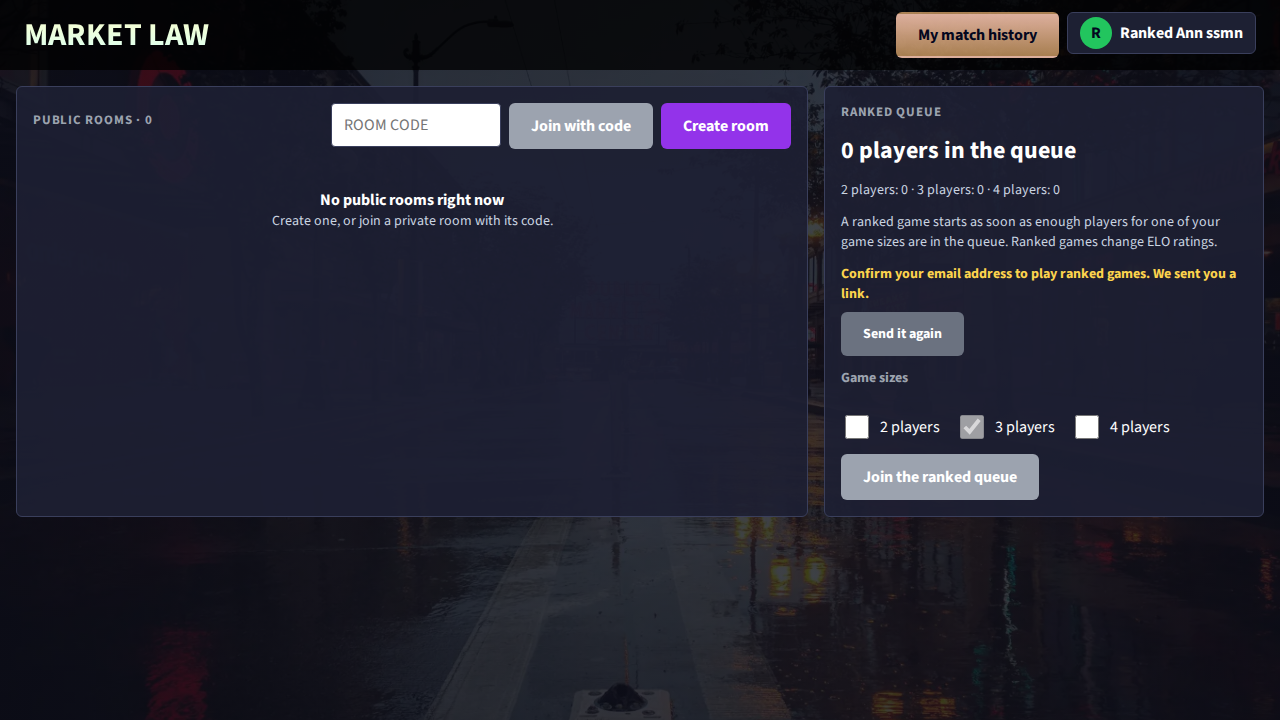 MARKET LAW
My match history
R
Ranked Ann ssmn
PUBLIC ROOMS · 0
ROOM CODE
Join with code
Create room
No public rooms right now
Create one, or join a private room with its code.
RANKED QUEUE
0 players in the queue
2 players: 0 · 3 players: 0 · 4 players: 0
A ranked game starts as soon as enough players for one of your
game sizes are in the queue. Ranked games change ELO ratings.
Confirm your email address to play ranked games. We sent you a
link.
Send it again
Game sizes
2 players
3 players
4 players
Join the ranked queue